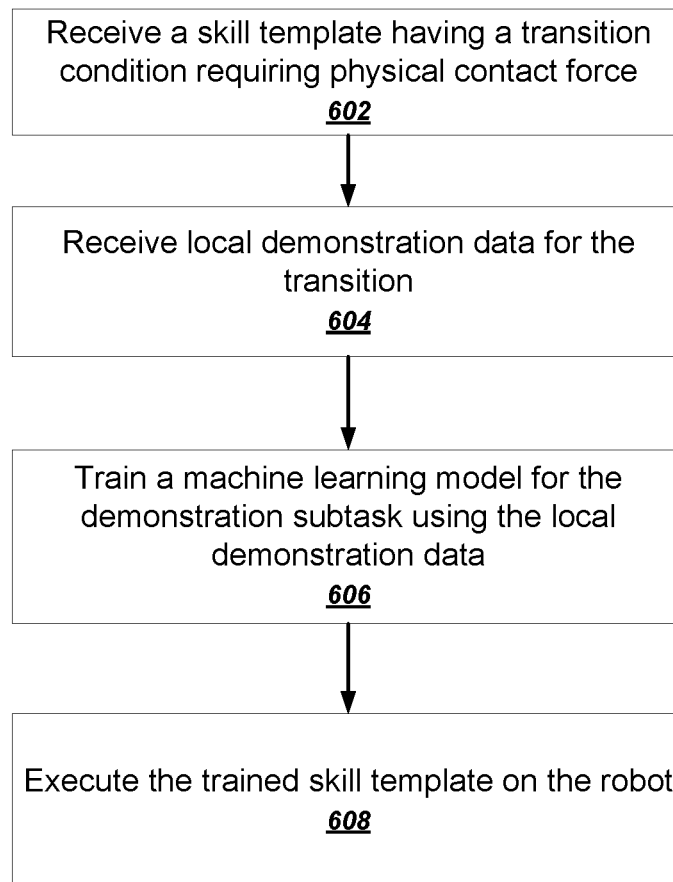 Receive a skill template having a transition
condition requiring physical contact force
602
Receive local demonstration data for the
transition
604
Train a machine learning model for the
demonstration subtask using the local
demonstration data
606
Execute the trained skill template on the robot
608